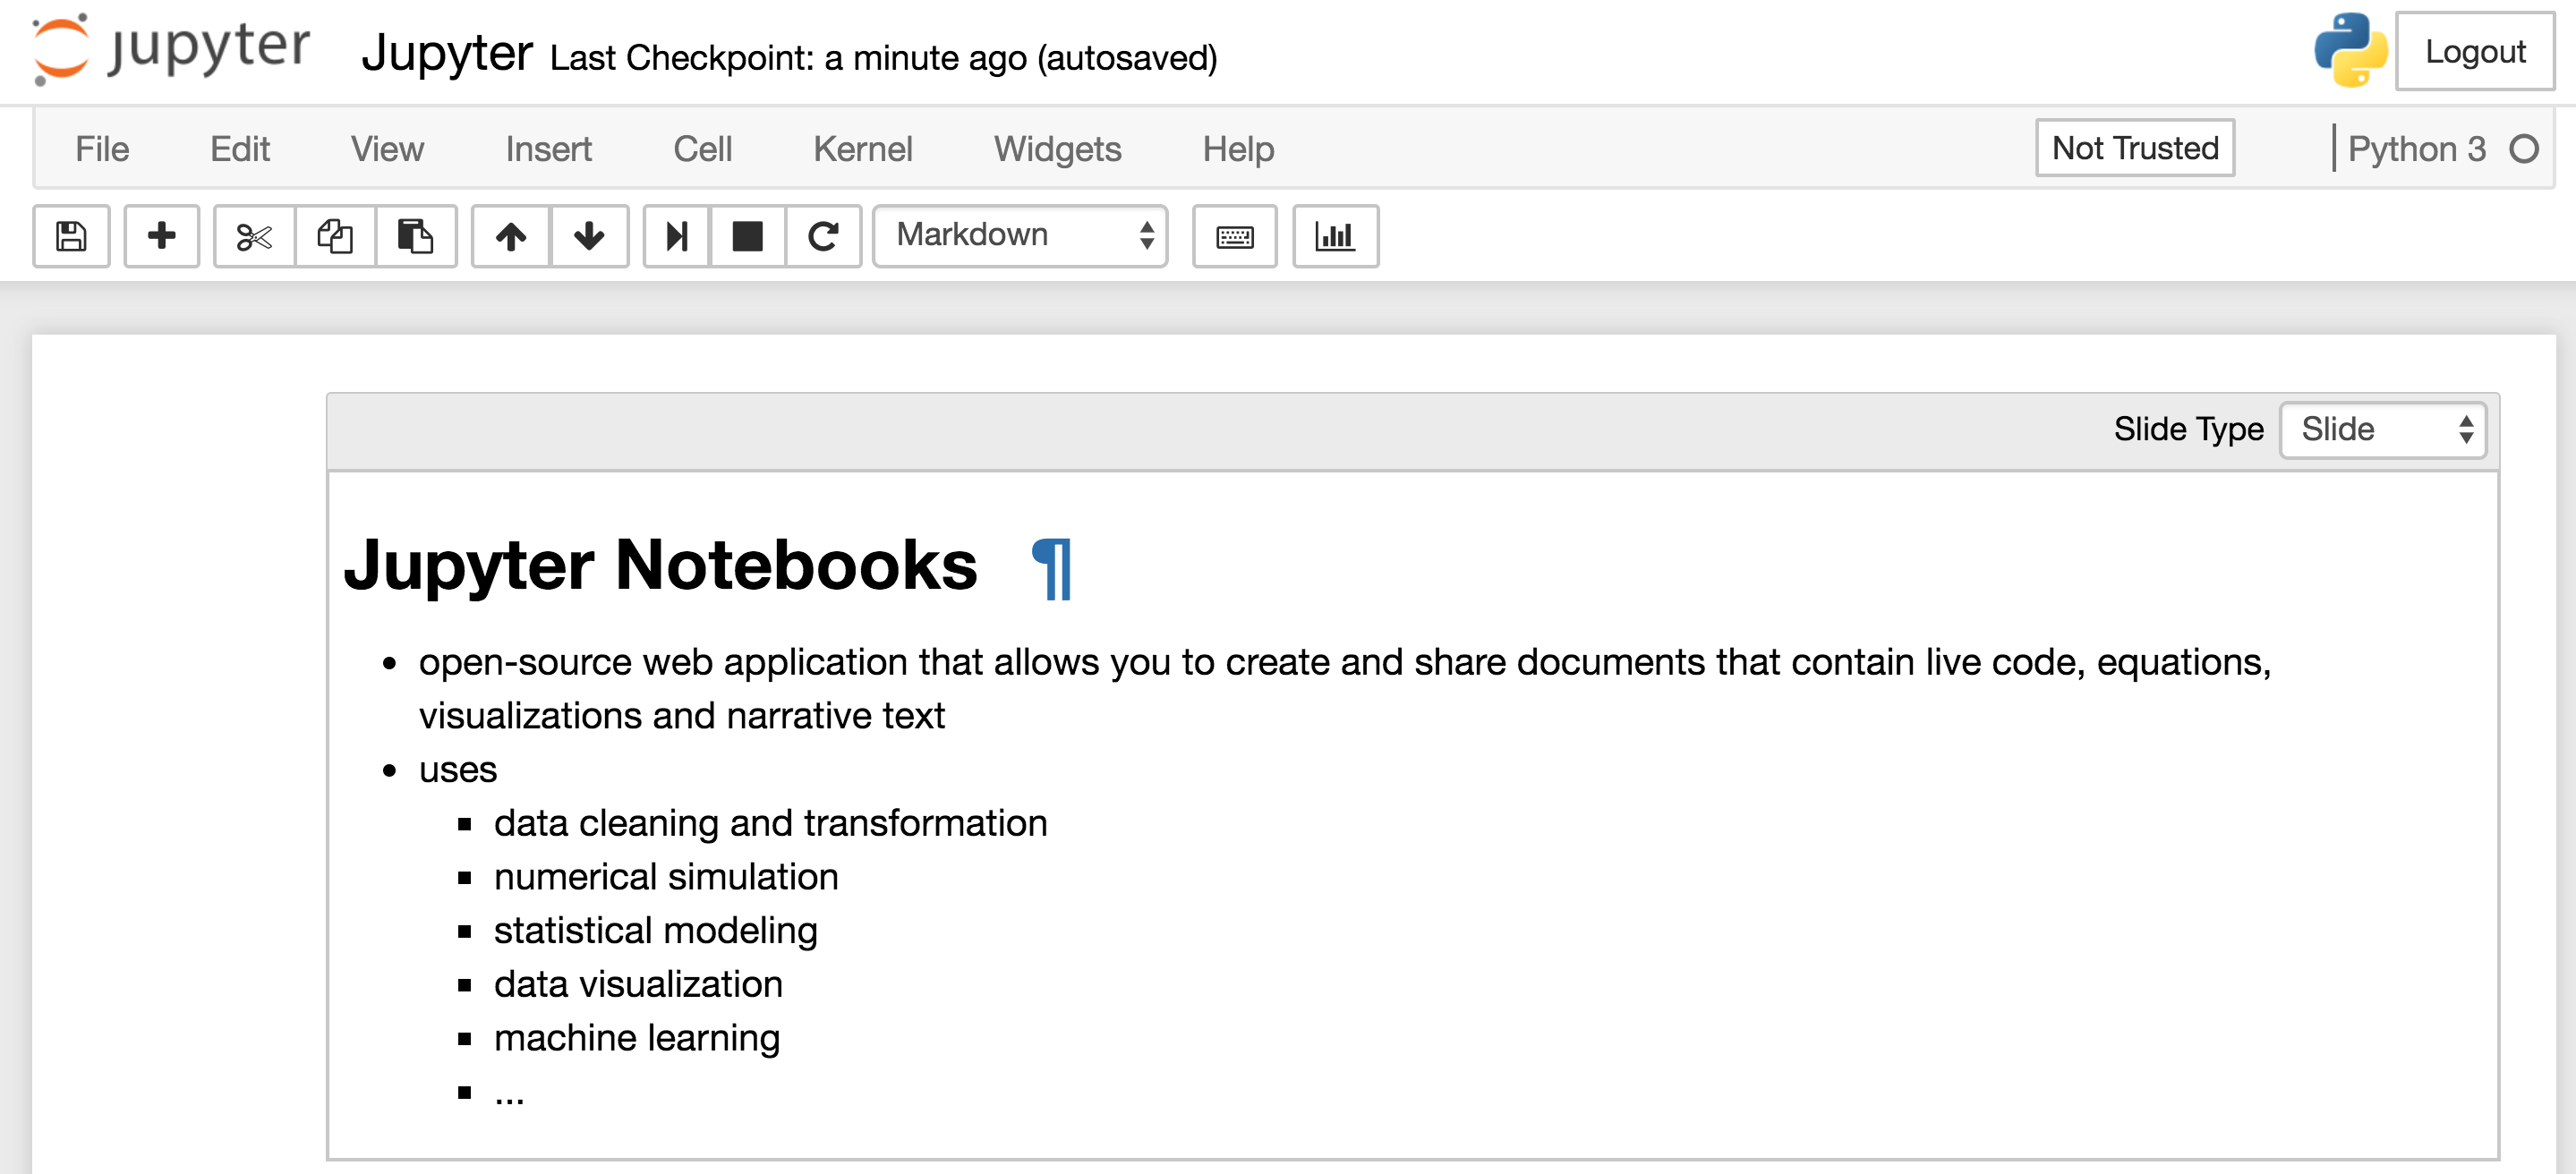 jupyter Jupyter Last Checkpoint: a minute ago (autosaved) Logout
File Edit View Insert Cell Kernel Widgets Help Not Trusted Python 3
Markdown
Slide Type Slide
Jupyter Notebooks ¶
open-source web application that allows you to create and share documents that contain live code, equations,
visualizations and narrative text
uses
data cleaning and transformation
numerical simulation
statistical modeling
data visualization
machine learning
...